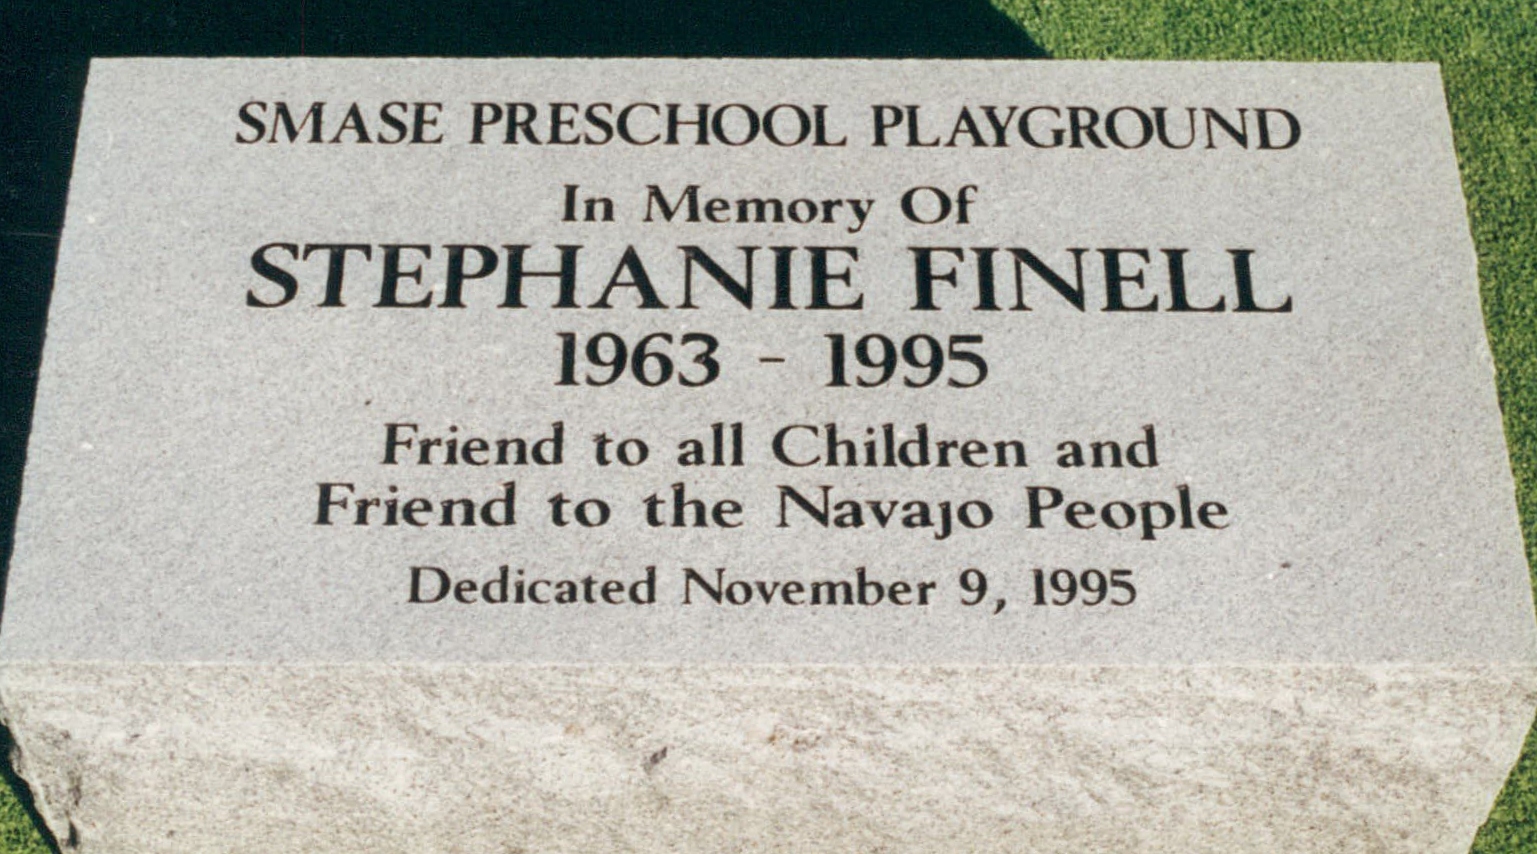 SMASE PRESCHOOL PLAYGROUND
In Memory Of
STEPHANIE FINELL
1963 - 1995
Friend to all Children and
Friend to the Navajo People
Dedicated November 9, 1995